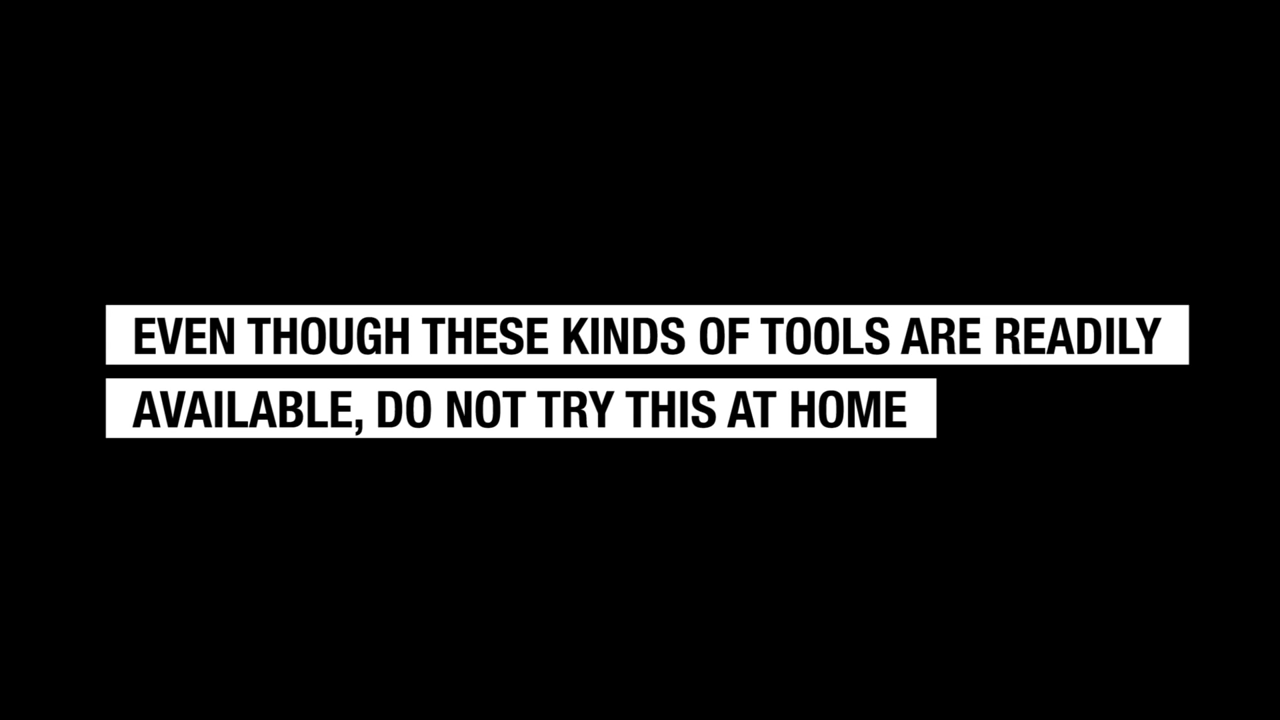 EVEN THOUGH THESE KINDS OF TOOLS ARE READILY
AVAILABLE, DO NOT TRY THIS AT HOME